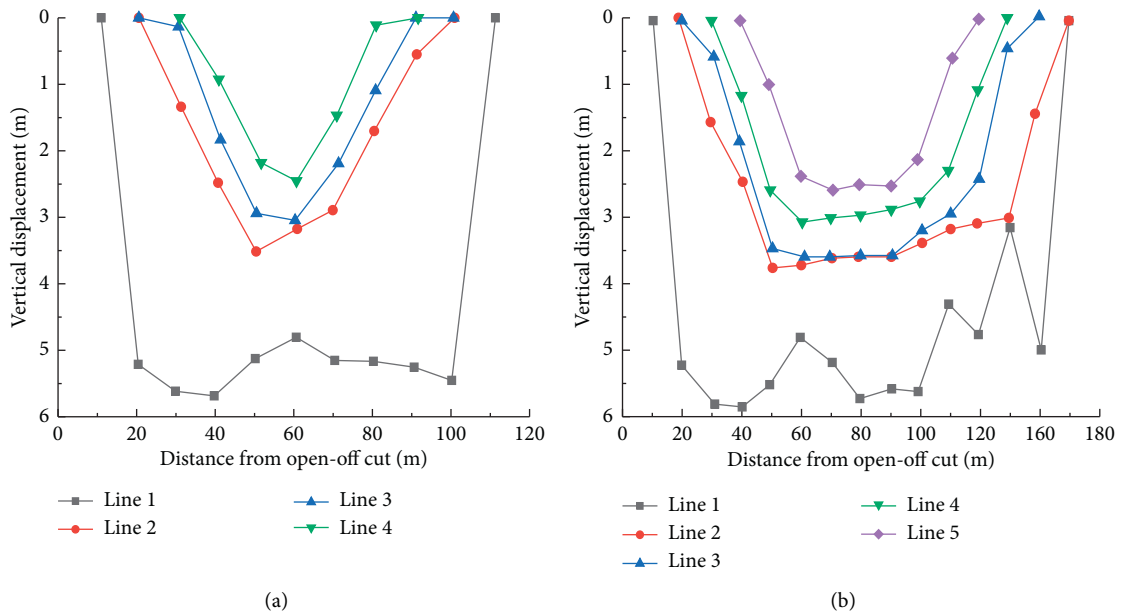 0
1
2
3
4
5
6
Vertical displacement (m)
0 20 40 60 80 100 120
Distance from open-off cut (m)
Line 1
Line 2
Line 3
Line 4
(a)
0
1
2
3
4
5
6
Vertical displacement (m)
0 20 40 60 80 100 120 160 180
Distance from open-off cut (m)
Line 1
Line 2
Line 3
Line 4
Line 5
(b)